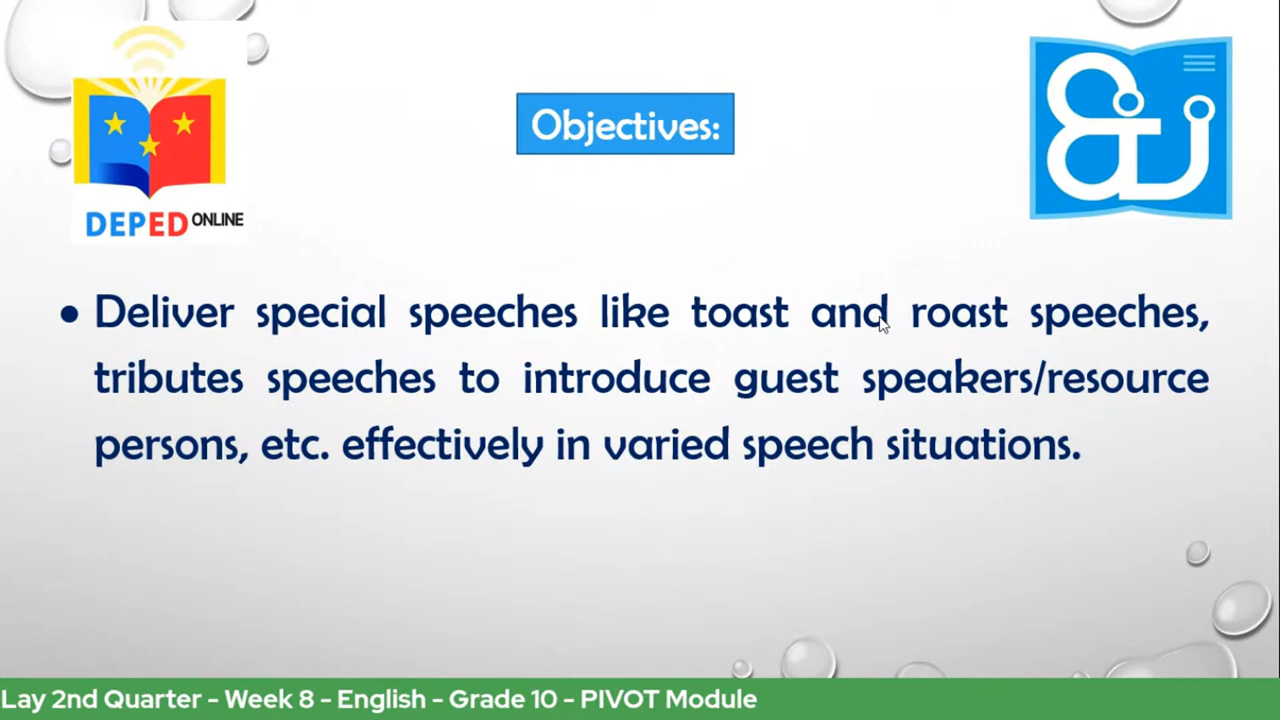 Objectives:
DEPED ONLINE
• Deliver special speeches like toast and roast speeches,
tributes speeches to introduce guest speakers/resource
persons, etc. effectively in varied speech situations.
Lay 2nd Quarter - Week 8 - English - Grade 10 - PIVOT Module